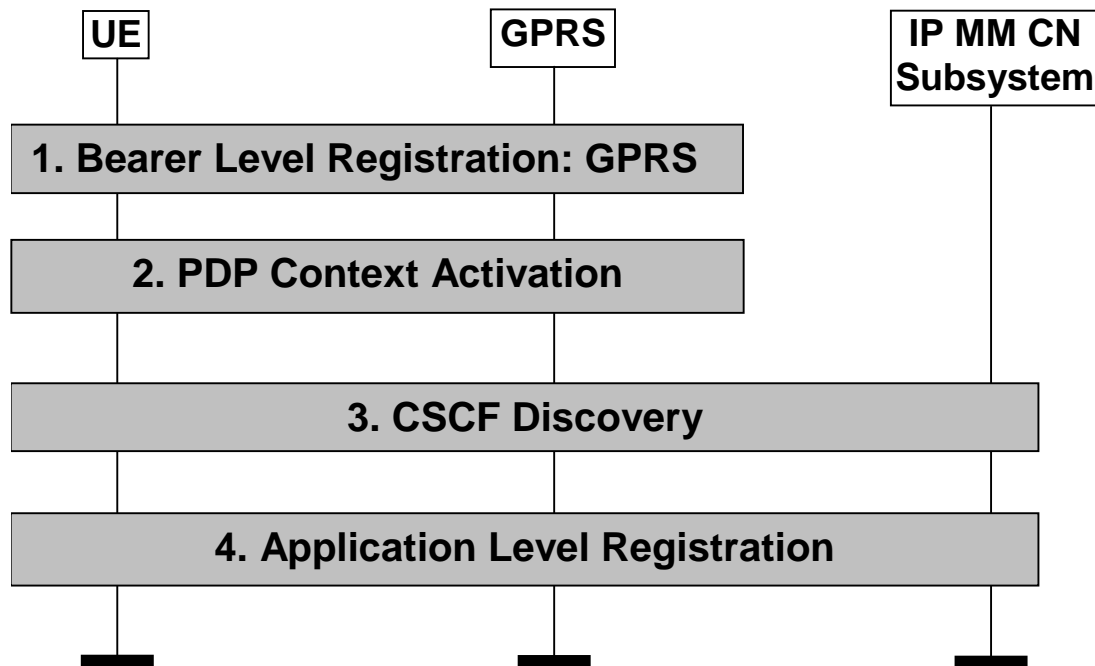 UE
GPRS
IP MM CN
Subsystem
1. Bearer Level Registration: GPRS
2. PDP Context Activation
3. CSCF Discovery
4. Application Level Registration